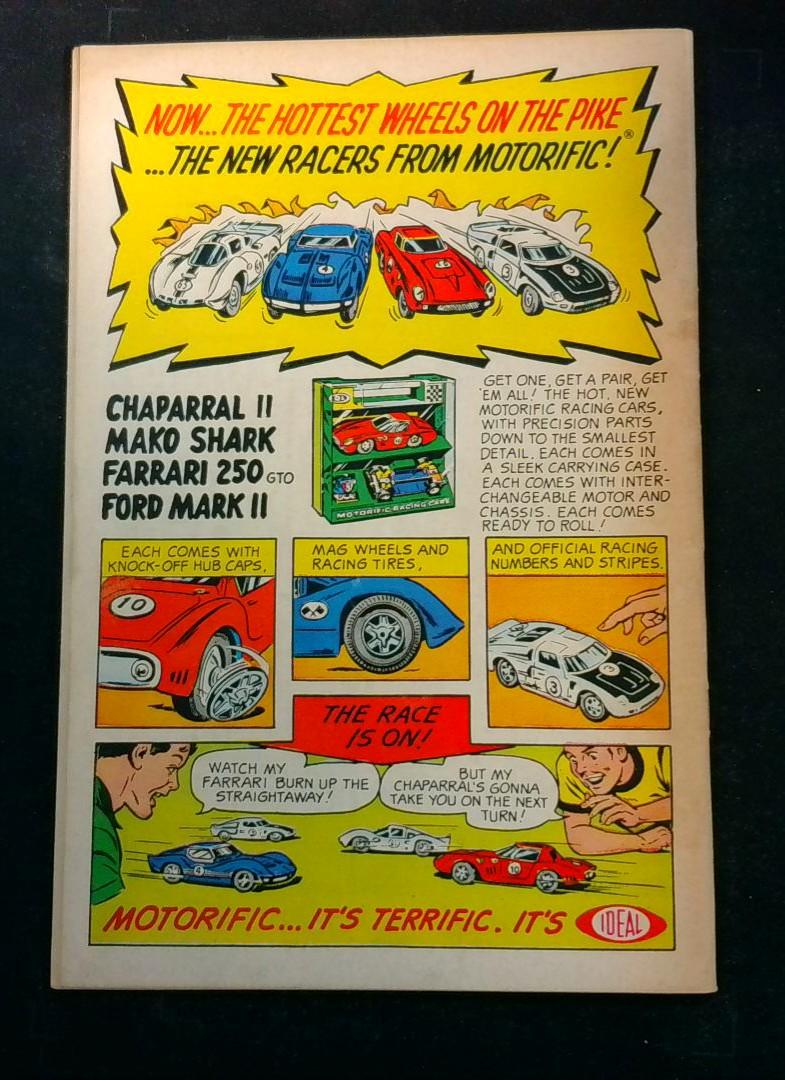 NOW... THE HOTTEST WHEELS ON THE PIKE
...THE NEW RACERS FROM MOTORIFIC!®
CHAPARRAL II
MAKO SHARK
FARRARI 250 GTO
FORD MARK II
MOTORIFIC RACING CARS
GET ONE, GET A PAIR, GET
'EM ALL! THE HOT, NEW
MOTORIFIC RACING CARS,
WITH PRECISION PARTS
DOWN TO THE SMALLEST
DETAIL. EACH COMES IN
A SLEEK CARRYING CASE.
EACH COMES WITH INTER-
CHANGEABLE MOTOR AND
CHASSIS. EACH COMES
READY TO ROLL!
EACH COMES WITH
KNOCK-OFF HUB CAPS,
10
MAG WHEELS AND
RACING TIRES,
AND OFFICIAL RACING
NUMBERS AND STRIPES.
3
3
THE RACE
IS ON!
WATCH MY
FARRARI BURN UP THE
STRAIGHTAWAY!
BUT MY
CHAPARRAL'S GONNA
TAKE YOU ON THE NEXT
TURN!
4
10
MOTORIFIC... IT'S TERRIFIC. IT'S IDEAL